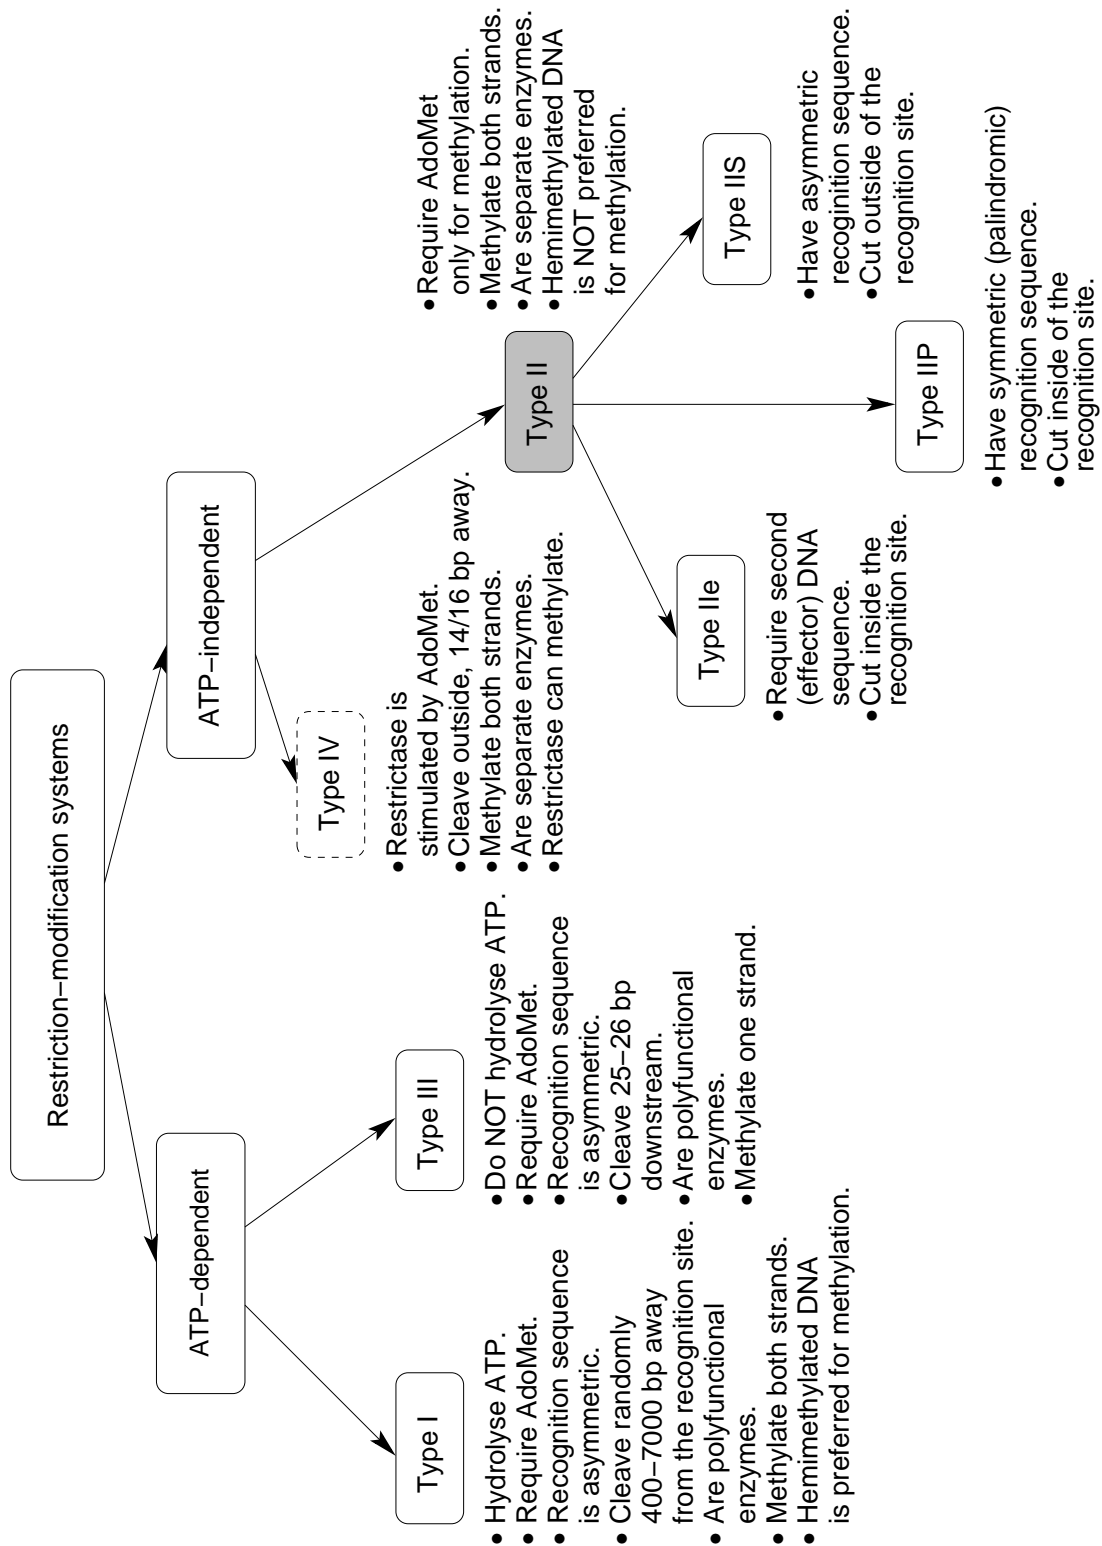 Restriction−modification systems
ATP−dependent
ATP−independent
Type I
• Hydrolyse ATP.
• Require AdoMet.
• Recognition sequence
is asymmetric.
• Cleave randomly
400−7000 bp away
from the recognition site.
• Are polyfunctional
enzymes.
• Methylate both strands.
• Hemimethylated DNA
is preferred for methylation.
Type III
• Do NOT hydrolyse ATP.
• Require AdoMet.
• Recognition sequence
is asymmetric.
• Cleave 25−26 bp
downstream.
• Are polyfunctional
enzymes.
• Methylate one strand.
Type IV
• Restrictase is
stimulated by AdoMet.
• Cleave outside, 14/16 bp away.
• Methylate both strands.
• Are separate enzymes.
• Restrictase can methylate.
Type II
• Require AdoMet
only for methylation.
• Methylate both strands.
• Are separate enzymes.
• Hemimethylated DNA
is NOT preferred
for methylation.
Type IIe
• Require second
(effector) DNA
sequence.
• Cut inside the
recognition site.
Type IIP
• Have symmetric (palindromic)
recognition sequence.
• Cut inside of the
recognition site.
Type IIS
• Have asymmetric
recoginition sequence.
• Cut outside of the
recognition site.